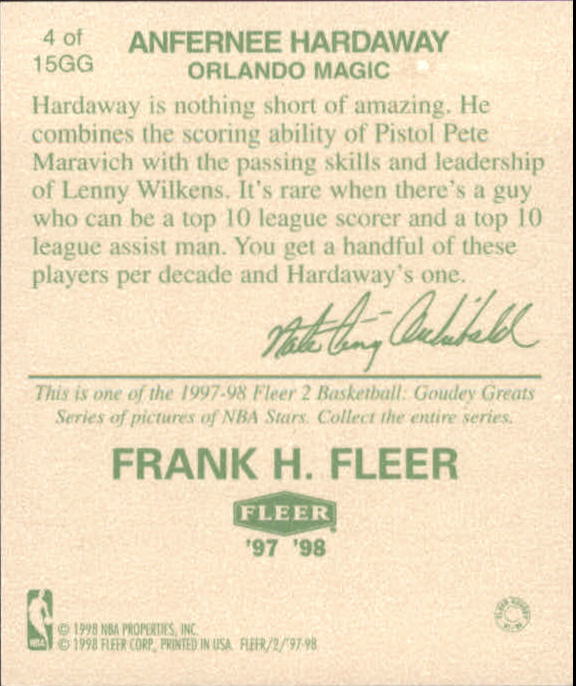 4 of
15GG
ANFERNEE HARDAWAY
ORLANDO MAGIC
Hardaway is nothing short of amazing. He
combines the scoring ability of Pistol Pete
Maravich with the passing skills and leadership
of Lenny Wilkens. It's rare when there's a guy
who can be a top 10 league scorer and a top 10
league assist man. You get a handful of these
players per decade and Hardaway's one.
Nate Tiny Archibald
This is one of the 1997-98 Fleer 2 Basketball: Goudey Greats
Series of pictures of NBA Stars. Collect the entire series.
FRANK H. FLEER
FLEER
'97 '98
NBA
© 1998 NBA PROPERTIES, INC.
© 1998 FLEER CORP., PRINTED IN USA FLEER/2/'97-98